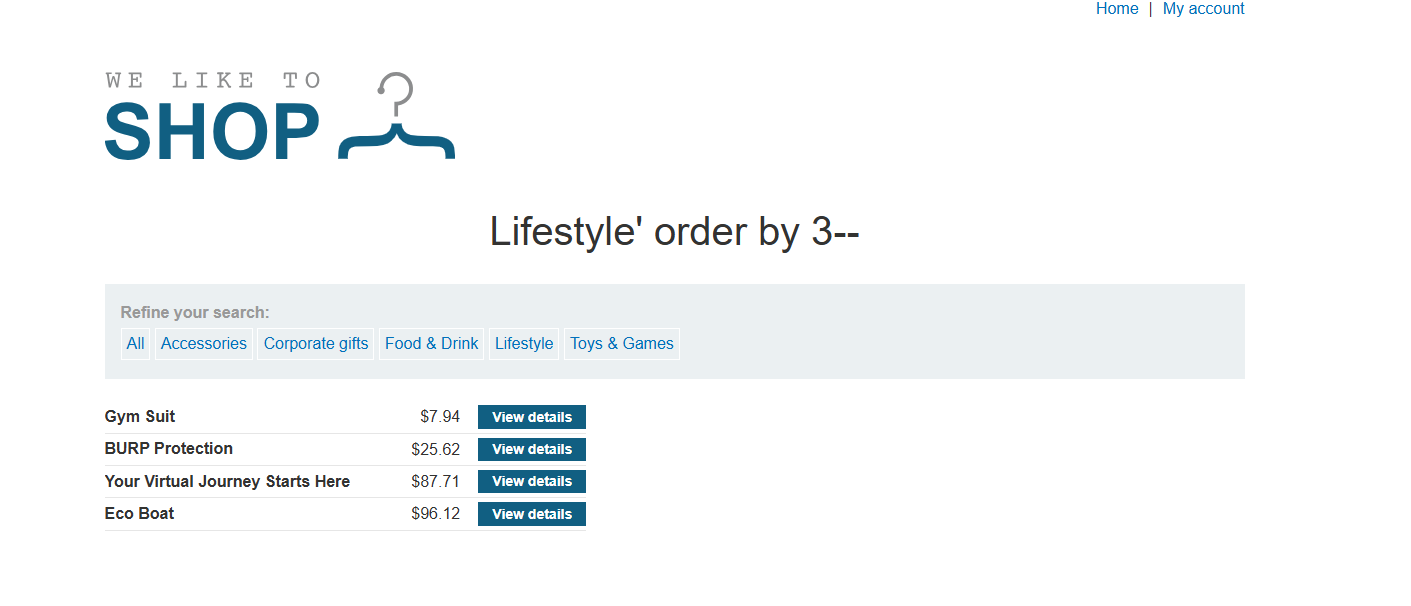 Home | My account
WE LIKE TO
SHOP
Lifestyle' order by 3--
Refine your search:
All Accessories Corporate gifts Food & Drink Lifestyle Toys & Games
Gym Suit $7.94 View details
BURP Protection $25.62 View details
Your Virtual Journey Starts Here $87.71 View details
Eco Boat $96.12 View details